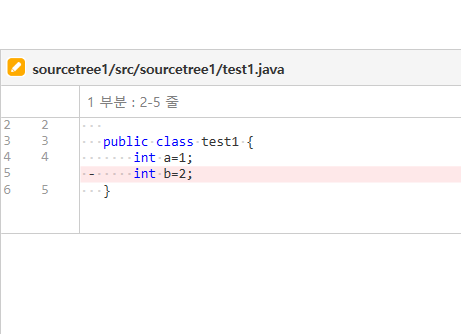 sourcetree1/src/sourcetree1/test1.java
1 부분 : 2-5 줄
2 2
3 3 public class test1 {
4 4 int a=1;
5 - int b=2;
6 5 }